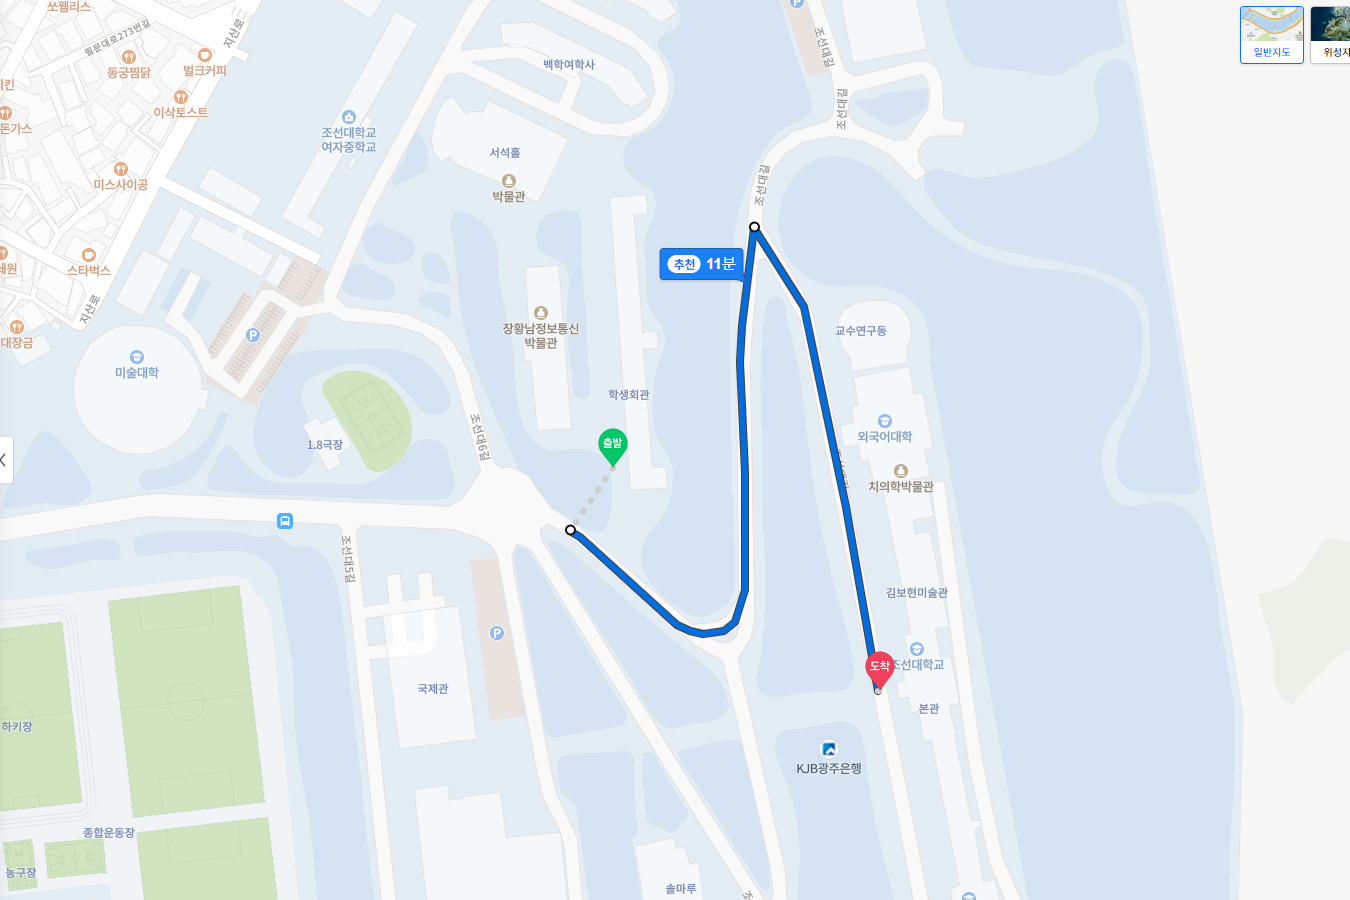 쏘웰리스
필문대로273번길
지산로
동궁찜닭
벌크커피
이삭토스트
돈가스
미스사이공
스타벅스
지산로
대장금
조선대학교
여자중학교
백학여학사
서석홀
박물관
조선대길
조선대길
조선대길
일반지도
추천 11분
장황남정보통신
박물관
학생회관
교수연구동
미술대학
1.8극장
조선대6길
출발
외국어대학
치의학박물관
조선대5길
김보현미술관
도착
조선대학교
본관
국제관
하키장
KJB광주은행
종합운동장
농구장
솔마루
P
P
P